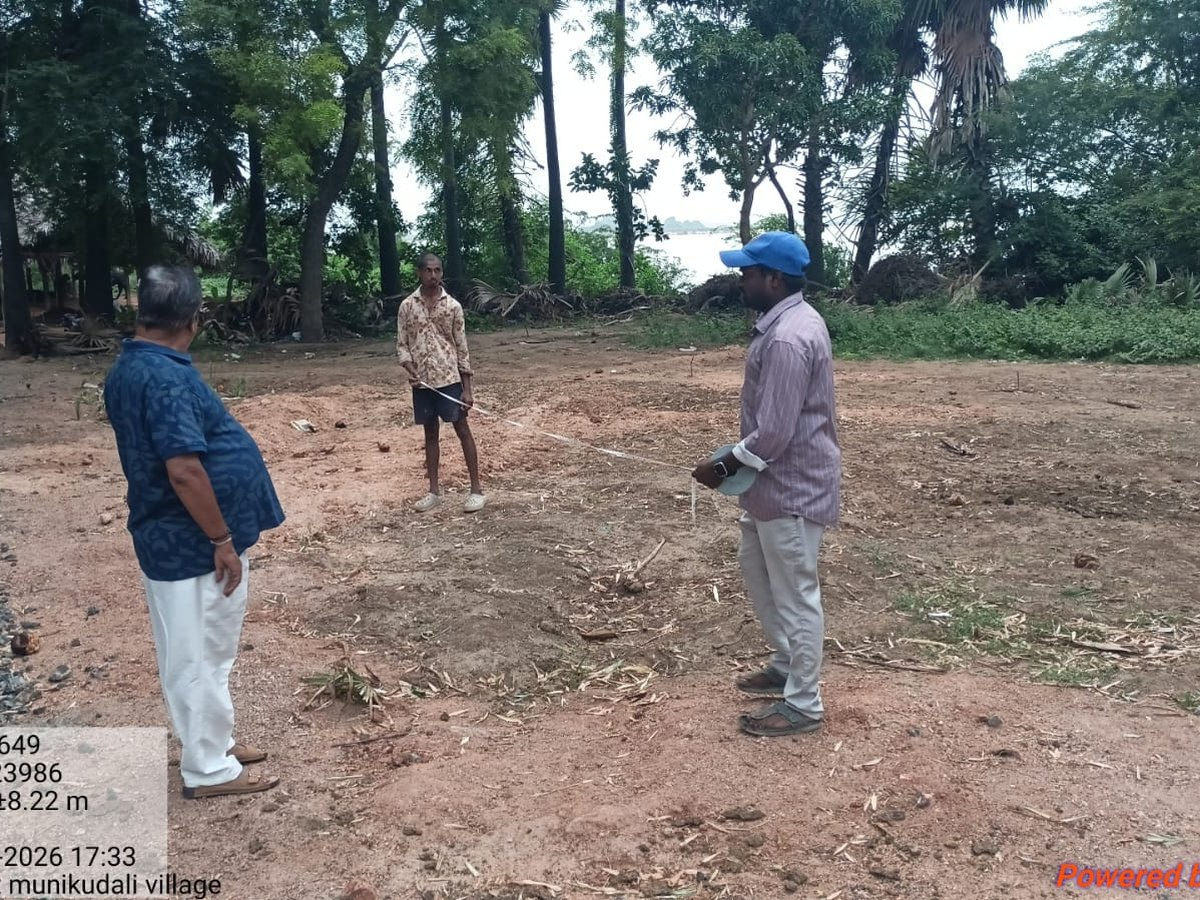 649
23986
±8.22 m
-2026 17:33
munikudali village
Powered